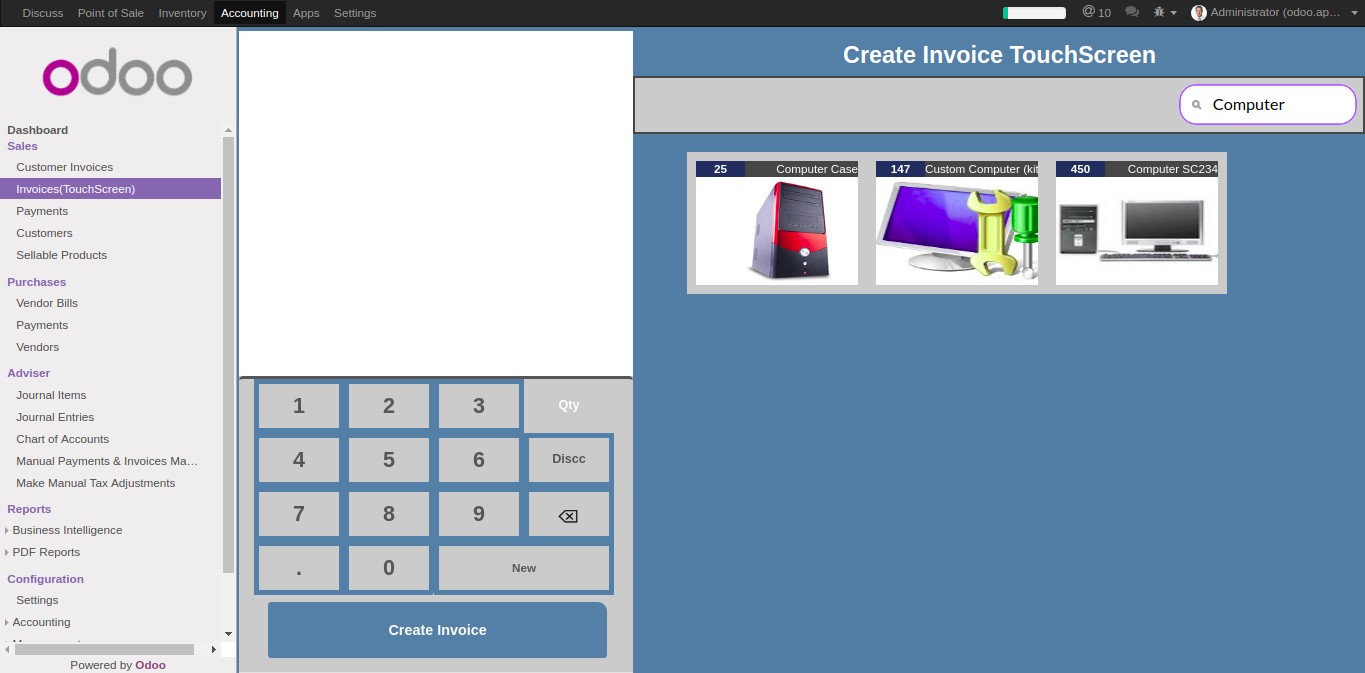 Discuss Point of Sale Inventory Accounting Apps Settings
@ 10
Administrator (odoo.ap...
odoo
Dashboard
Sales
Customer Invoices
Invoices(TouchScreen)
Payments
Customers
Sellable Products
Purchases
Vendor Bills
Payments
Vendors
Adviser
Journal Items
Journal Entries
Chart of Accounts
Manual Payments & Invoices Ma...
Make Manual Tax Adjustments
Reports
Business Intelligence
PDF Reports
Configuration
Settings
Accounting
Powered by Odoo
1 2 3 Qty
4 5 6 Discc
7 8 9
. 0 New
Create Invoice
Create Invoice TouchScreen
Computer
25 Computer Case
147 Custom Computer (kit
450 Computer SC234